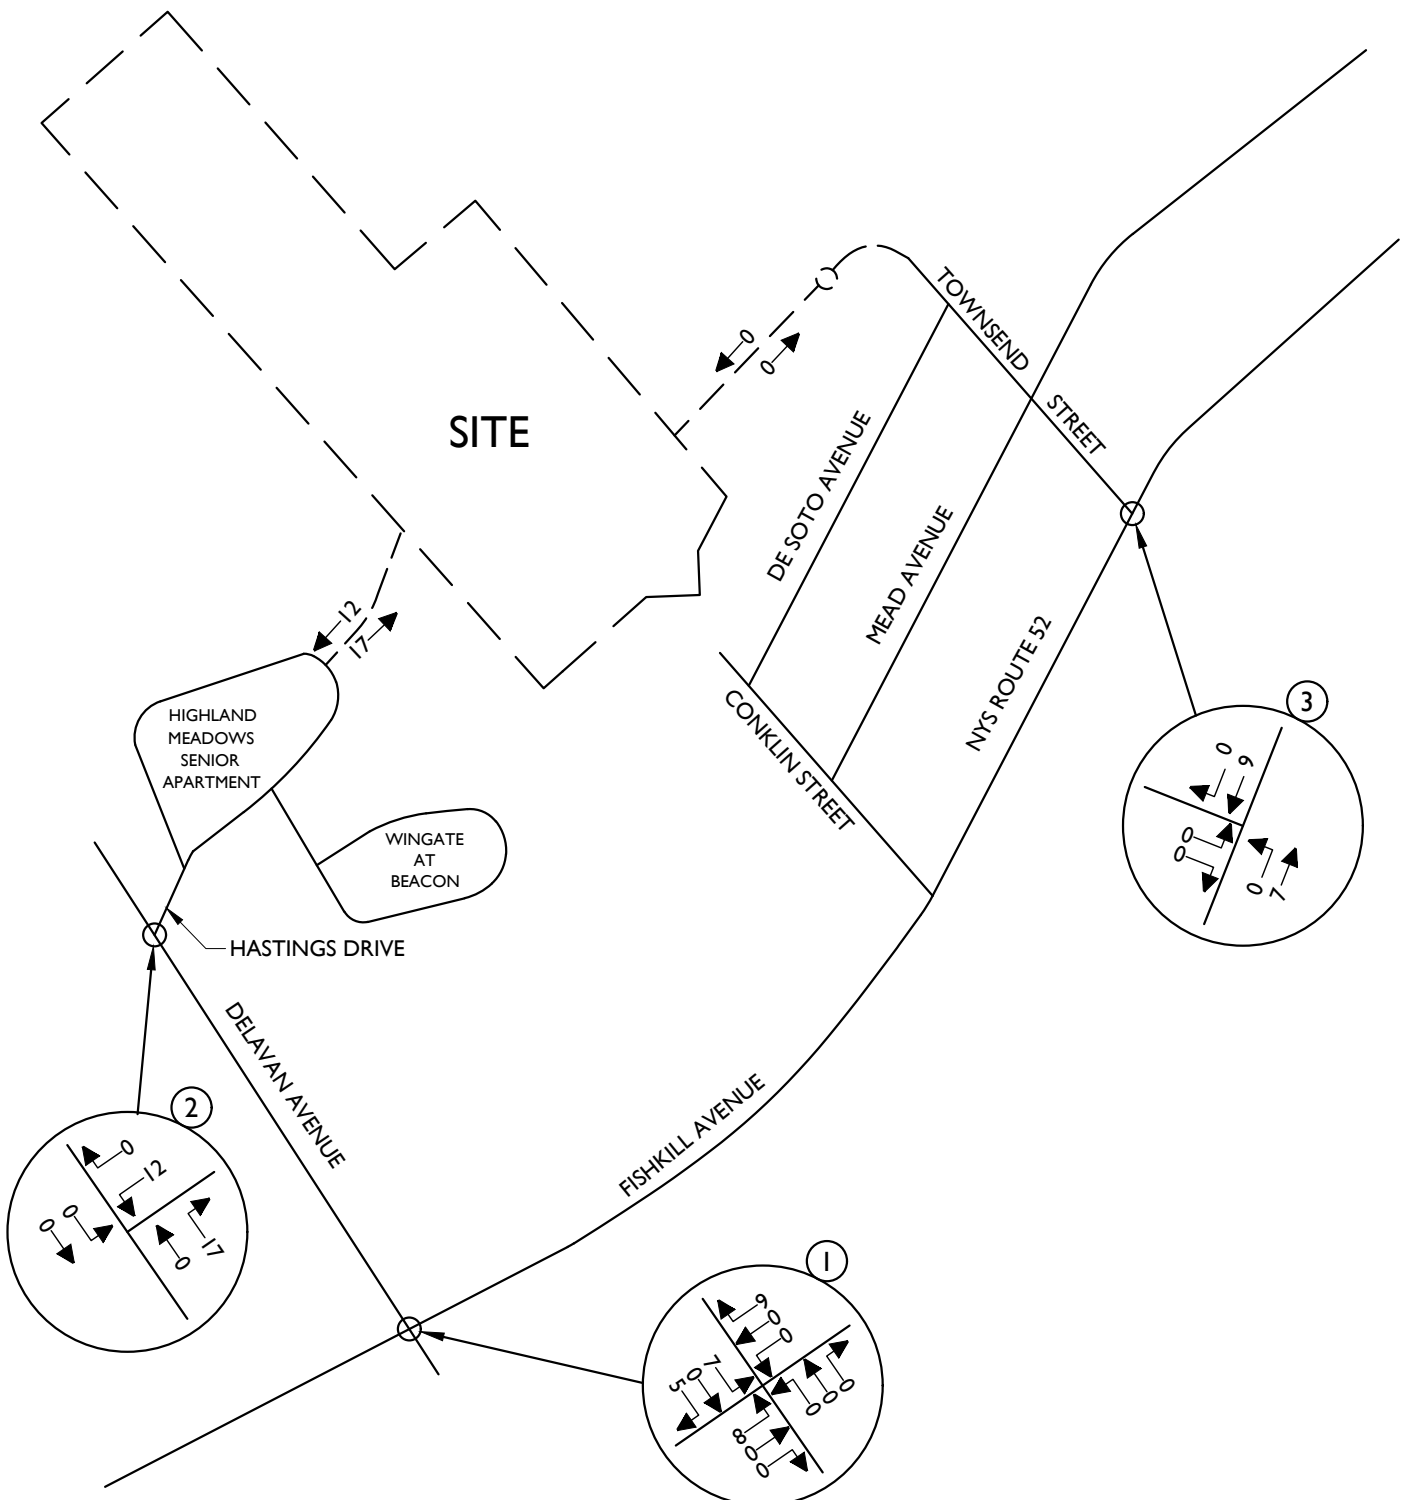 TOWNSEND
STREET
0
0
SITE
DE SOTO AVENUE
MEAD AVENUE
NYS ROUTE 52
12
17
CONKLIN STREET
3
0
9
0
0
0
7
HIGHLAND
MEADOWS
SENIOR
APARTMENT
WINGATE
AT
BEACON
HASTINGS DRIVE
DELAVAN AVENUE
FISHKILL AVENUE
2
0
12
0
0
0
17
1
9
0
0
7
0
5
0
0
0
8
0
0